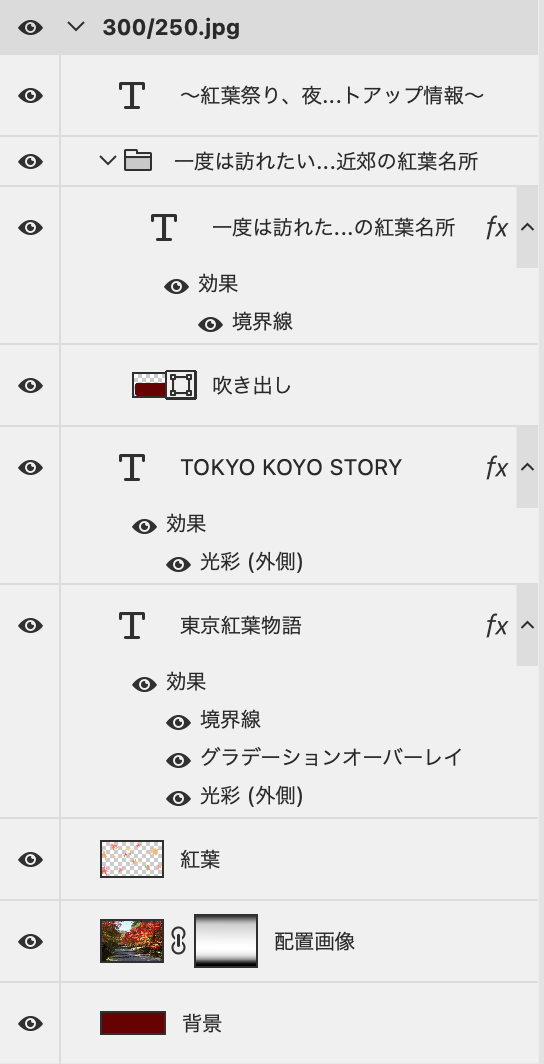 300/250.jpg
T
～紅葉祭り、夜...トアップ情報～
一度は訪れたい...近郊の紅葉名所
T
一度は訪れた...の紅葉名所
fx
効果
境界線
吹き出し
T
TOKYO KOYO STORY
fx
効果
光彩 (外側)
T
東京紅葉物語
fx
効果
境界線
グラデーションオーバーレイ
光彩 (外側)
紅葉
配置画像
背景